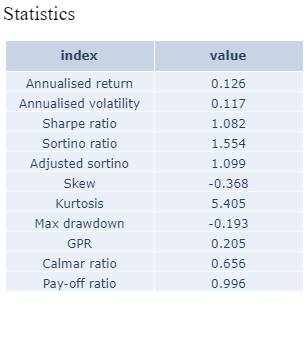 Statistics
index value
Annualised return 0.126
Annualised volatility 0.117
Sharpe ratio 1.082
Sortino ratio 1.554
Adjusted sortino 1.099
Skew -0.368
Kurtosis 5.405
Max drawdown -0.193
GPR 0.205
Calmar ratio 0.656
Pay-off ratio 0.996